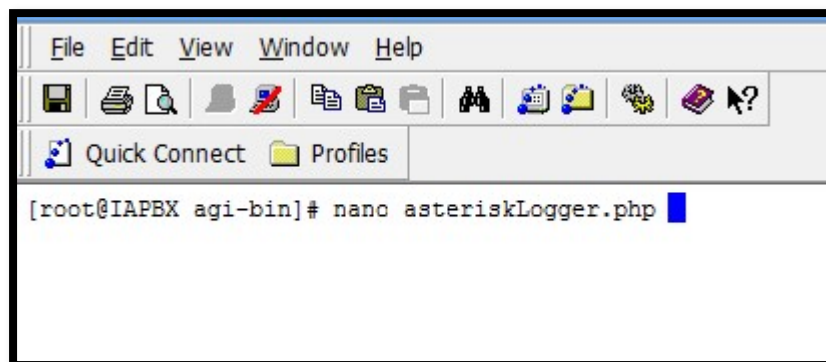 File Edit View Window Help
?
Quick Connect Profiles
[root@IAPBX agi-bin]# nano asteriskLogger.php